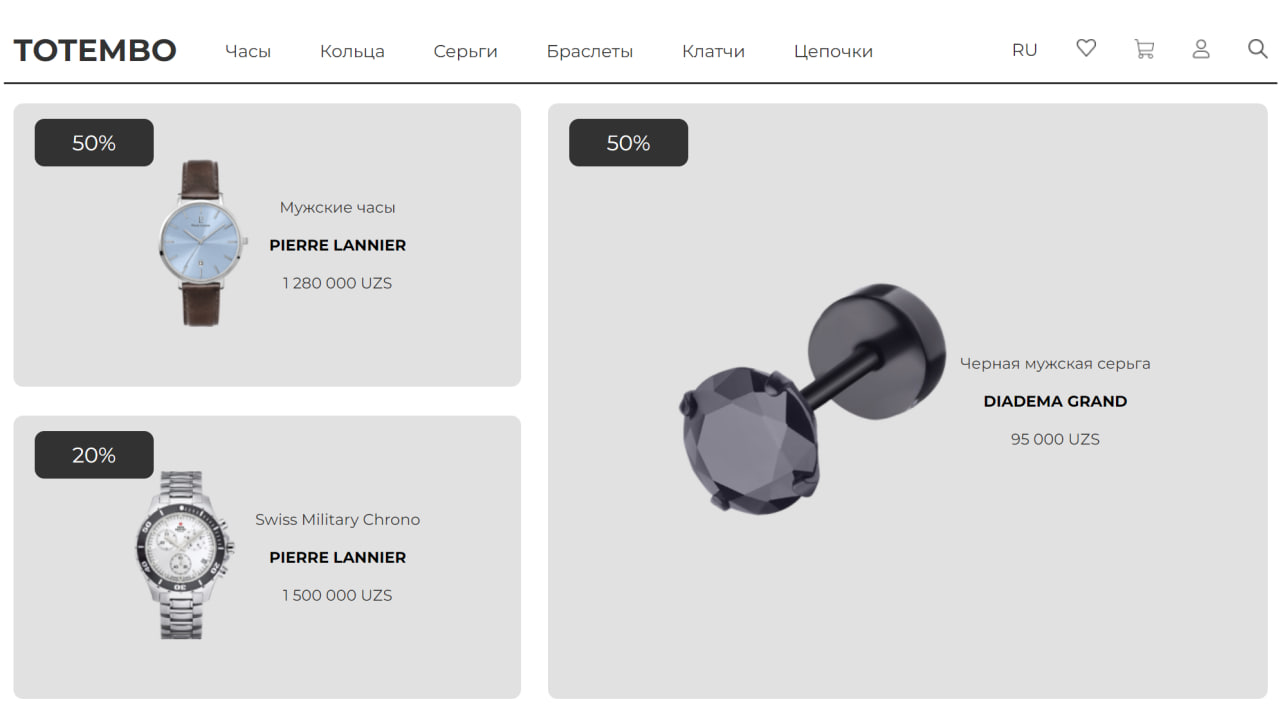 TOTEMBO Часы Кольца Серьги Браслеты Клатчи Цепочки RU
50%
Мужские часы
PIERRE LANNIER
1 280 000 UZS
20%
Swiss Military Chrono
PIERRE LANNIER
1 500 000 UZS
50%
Черная мужская серьга
DIADEMA GRAND
95 000 UZS